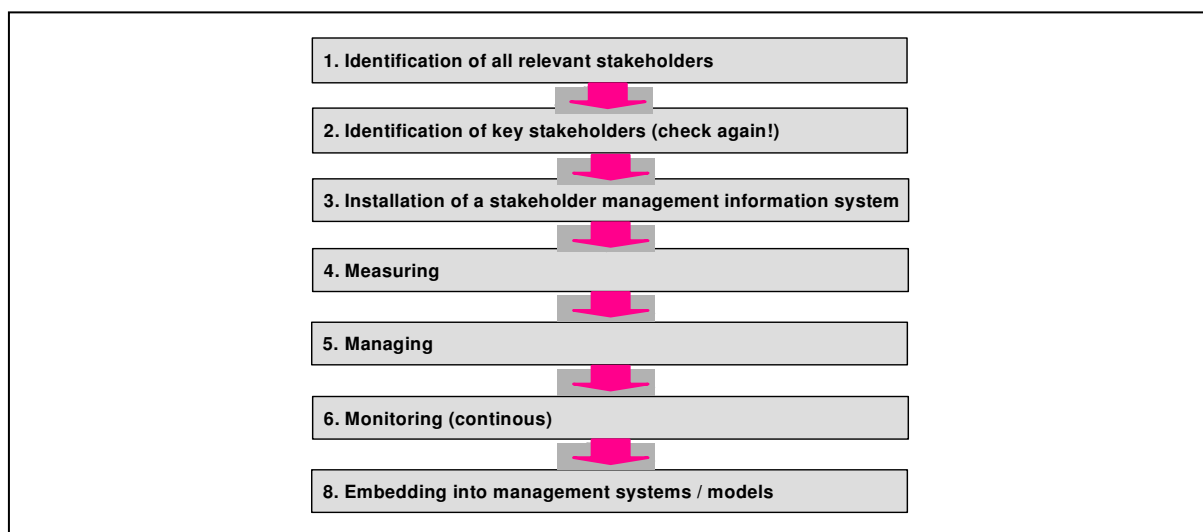 1. Identification of all relevant stakeholders
2. Identification of key stakeholders (check again!)
3. Installation of a stakeholder management information system
4. Measuring
5. Managing
6. Monitoring (continous)
8. Embedding into management systems / models